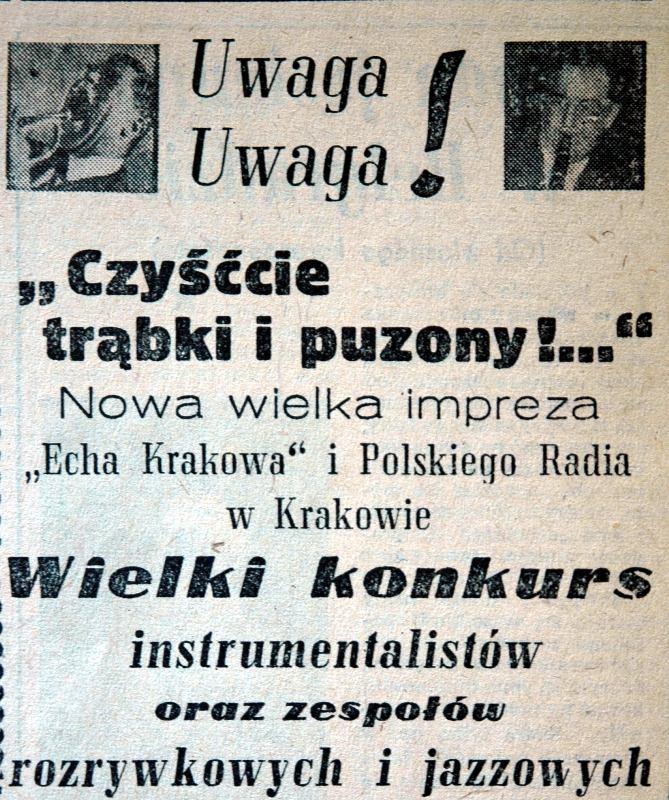 Uwaga
Uwaga!
„Czyśććie
trąbki i puzony!...“
Nowa wielka impreza
„Echa Krakowa“ i Polskiego Radia
w Krakowie
Wielki konkurs
instrumentalistów
oraz zespołów
rozrywkowych i jazzowych